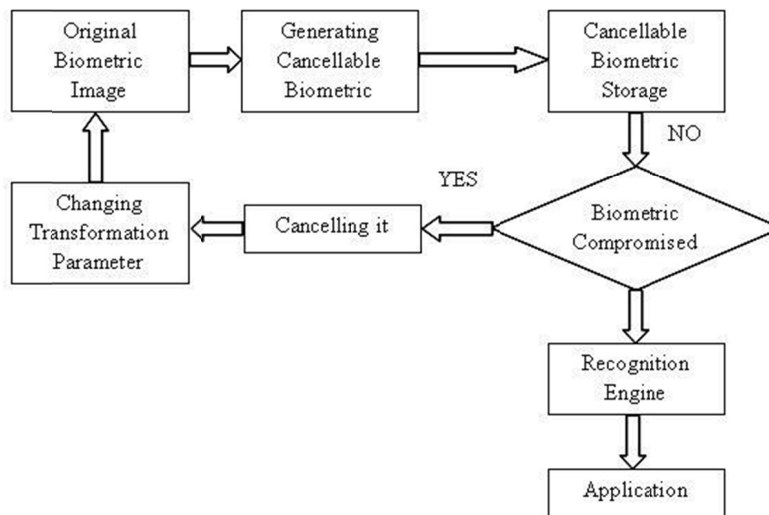 Original
Biometric
Image
Generating
Cancellable
Biometric
Cancellable
Biometric
Storage
NO
YES
Changing
Transformation
Parameter
Cancelling it
Biometric
Compromised
Recognition
Engine
Application